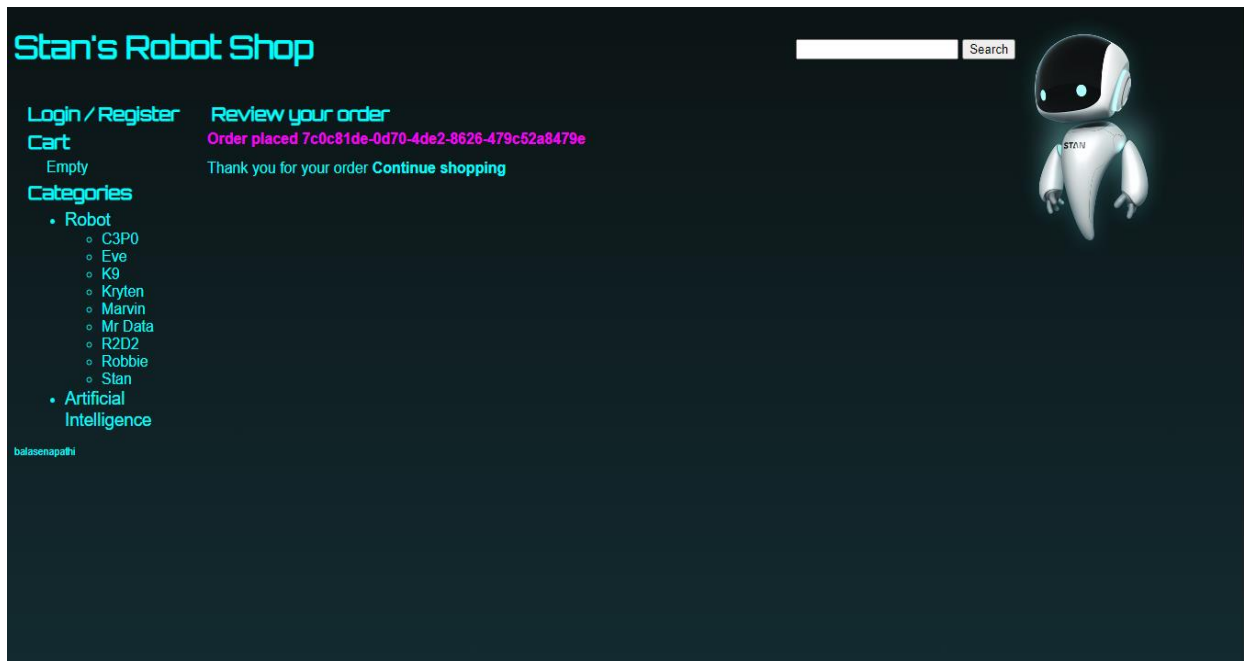 Stan's Robot Shop
Search
Login / Register
Cart
Empty
Categories
Robot
C3P0
Eve
K9
Kryten
Marvin
Mr Data
R2D2
Robbie
Stan
Artificial
Intelligence
balasenapathi
Review your order
Order placed 7c0c81de-0d70-4de2-8626-479c52a8479e
Thank you for your order Continue shopping
STAN